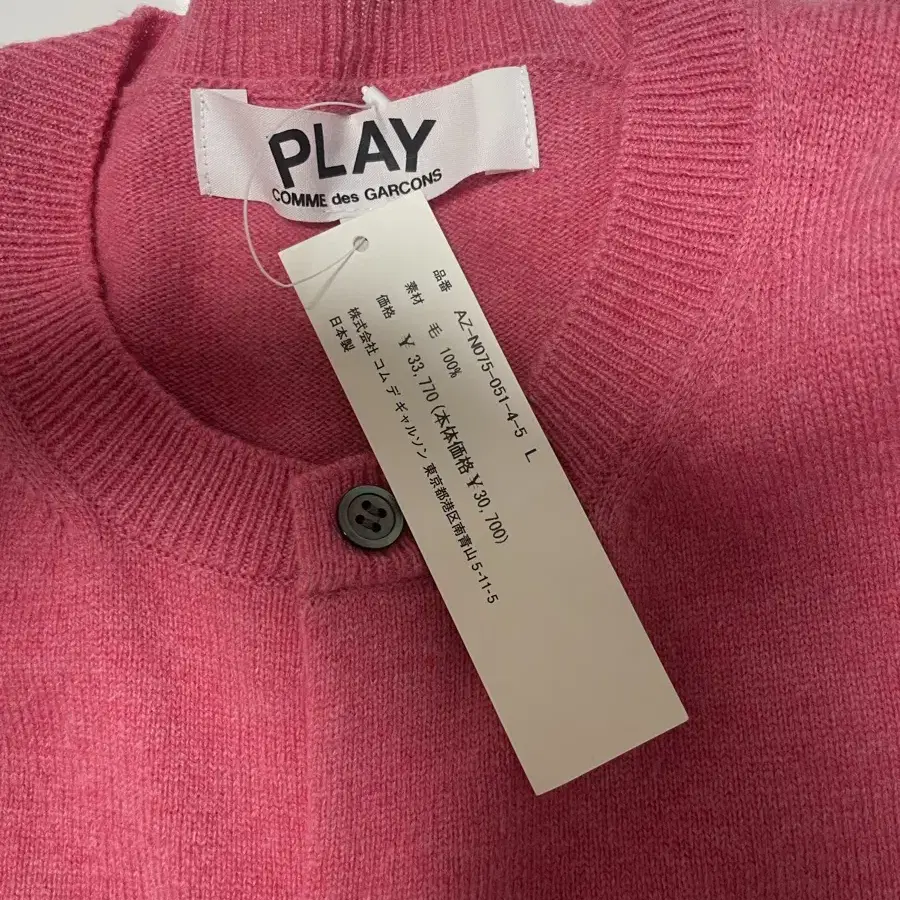 PLAY
COMME des GARCONS
品番 AZ-N075-051-4-5 L
素材 毛 100%
価格 ¥ 33,770(本体価格 ¥ 30,700)
株式会社 コム デ ギャルソン 東京都港区南青山 5-11-5
日本製